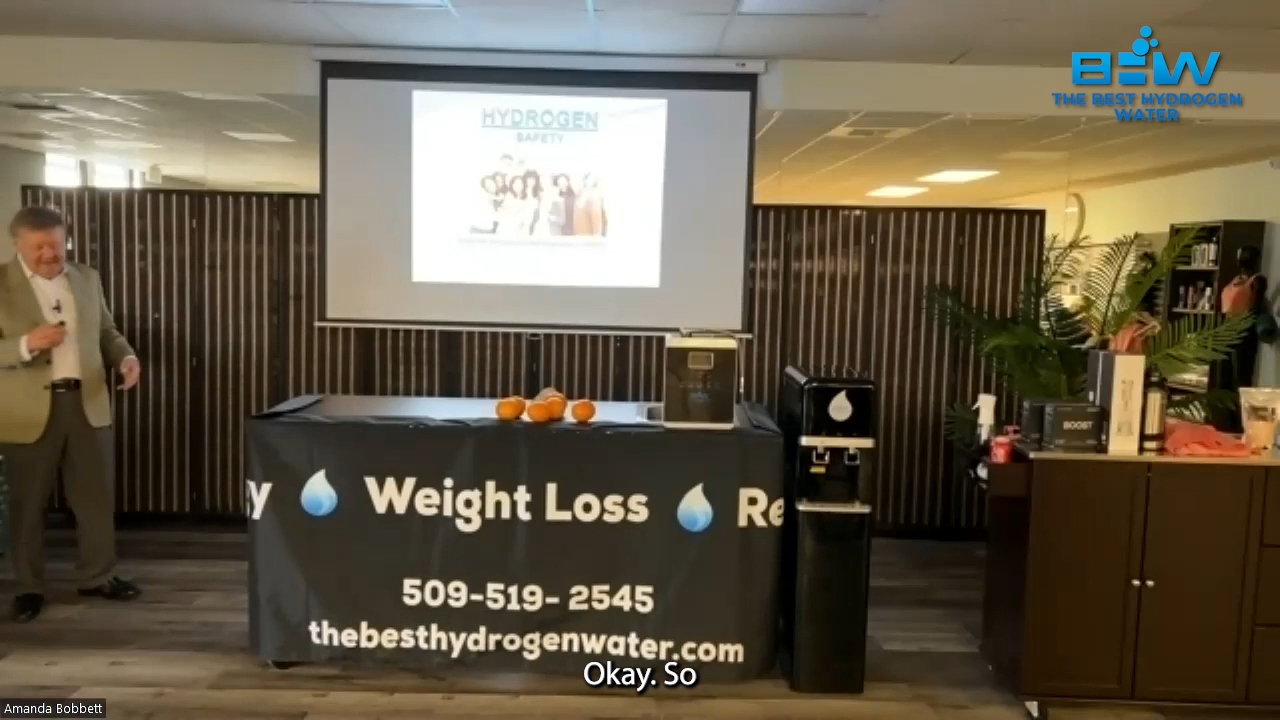 BHW
THE BEST HYDROGEN
WATER
HYDROGEN
SAFETY
BOOST
y Weight Loss Re
509-519- 2545
thebesthydrogenwater.com
Okay. So
Amanda Bobbett